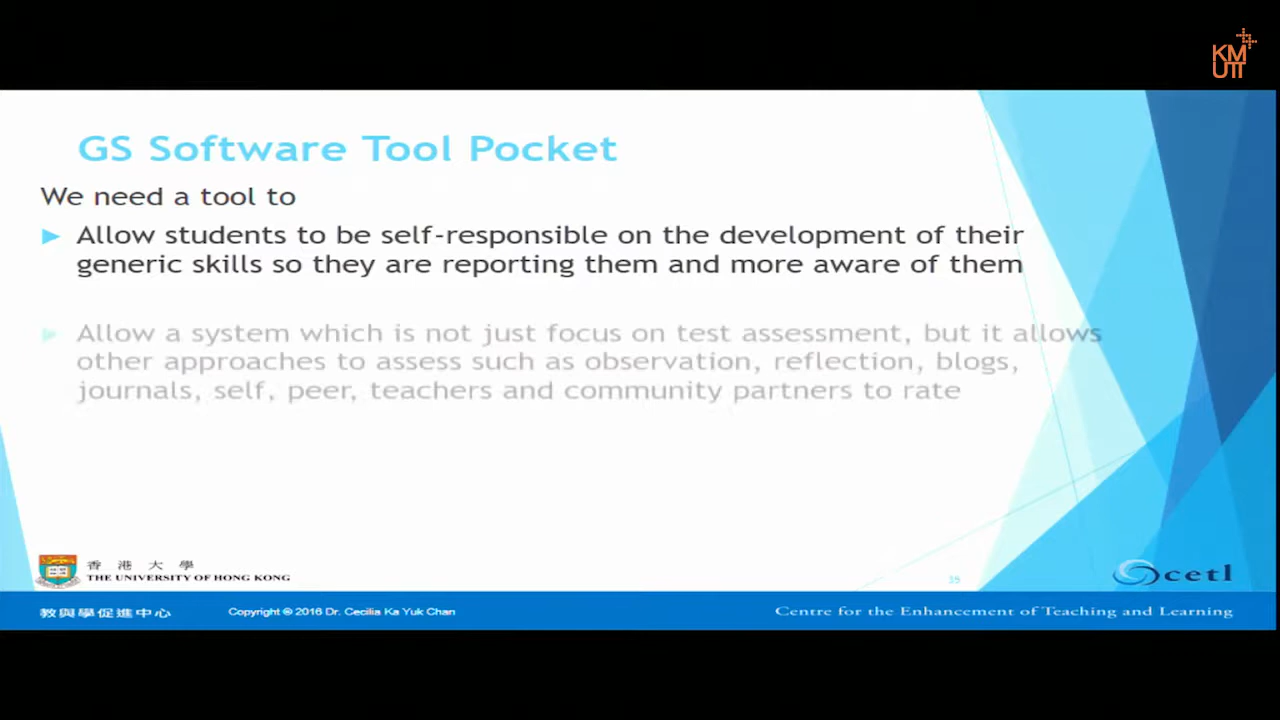 KM
UTT
GS Software Tool Pocket
We need a tool to
Allow students to be self-responsible on the development of their
generic skills so they are reporting them and more aware of them
Allow a system which is not just focus on test assessment, but it allows
other approaches to assess such as observation, reflection, blogs,
journals, self, peer, teachers and community partners to rate
香港大學
THE UNIVERSITY OF HONG KONG
cetl
教與學促進中心
Copyright © 2016 Dr. Cecilia Ka Yuk Chan
Centre for the Enhancement of Teaching and Learning